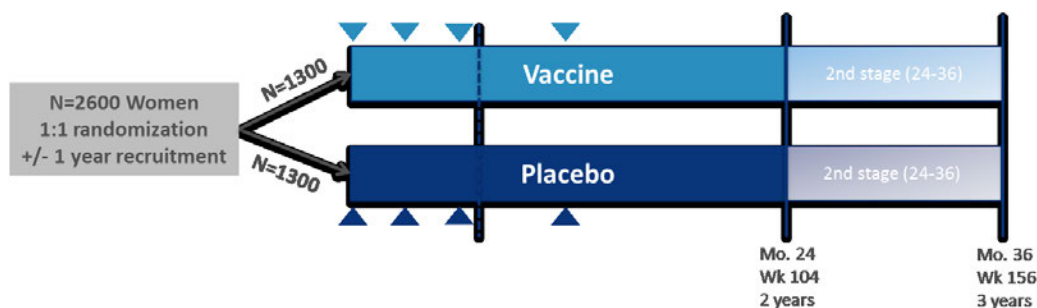 N=2600 Women
1:1 randomization
+/- 1 year recruitment
N=1300
N=1300
Vaccine
2nd stage (24-36)
Placebo
2nd stage (24-36)
Mo. 24
Wk 104
2 years
Mo. 36
Wk 156
3 years